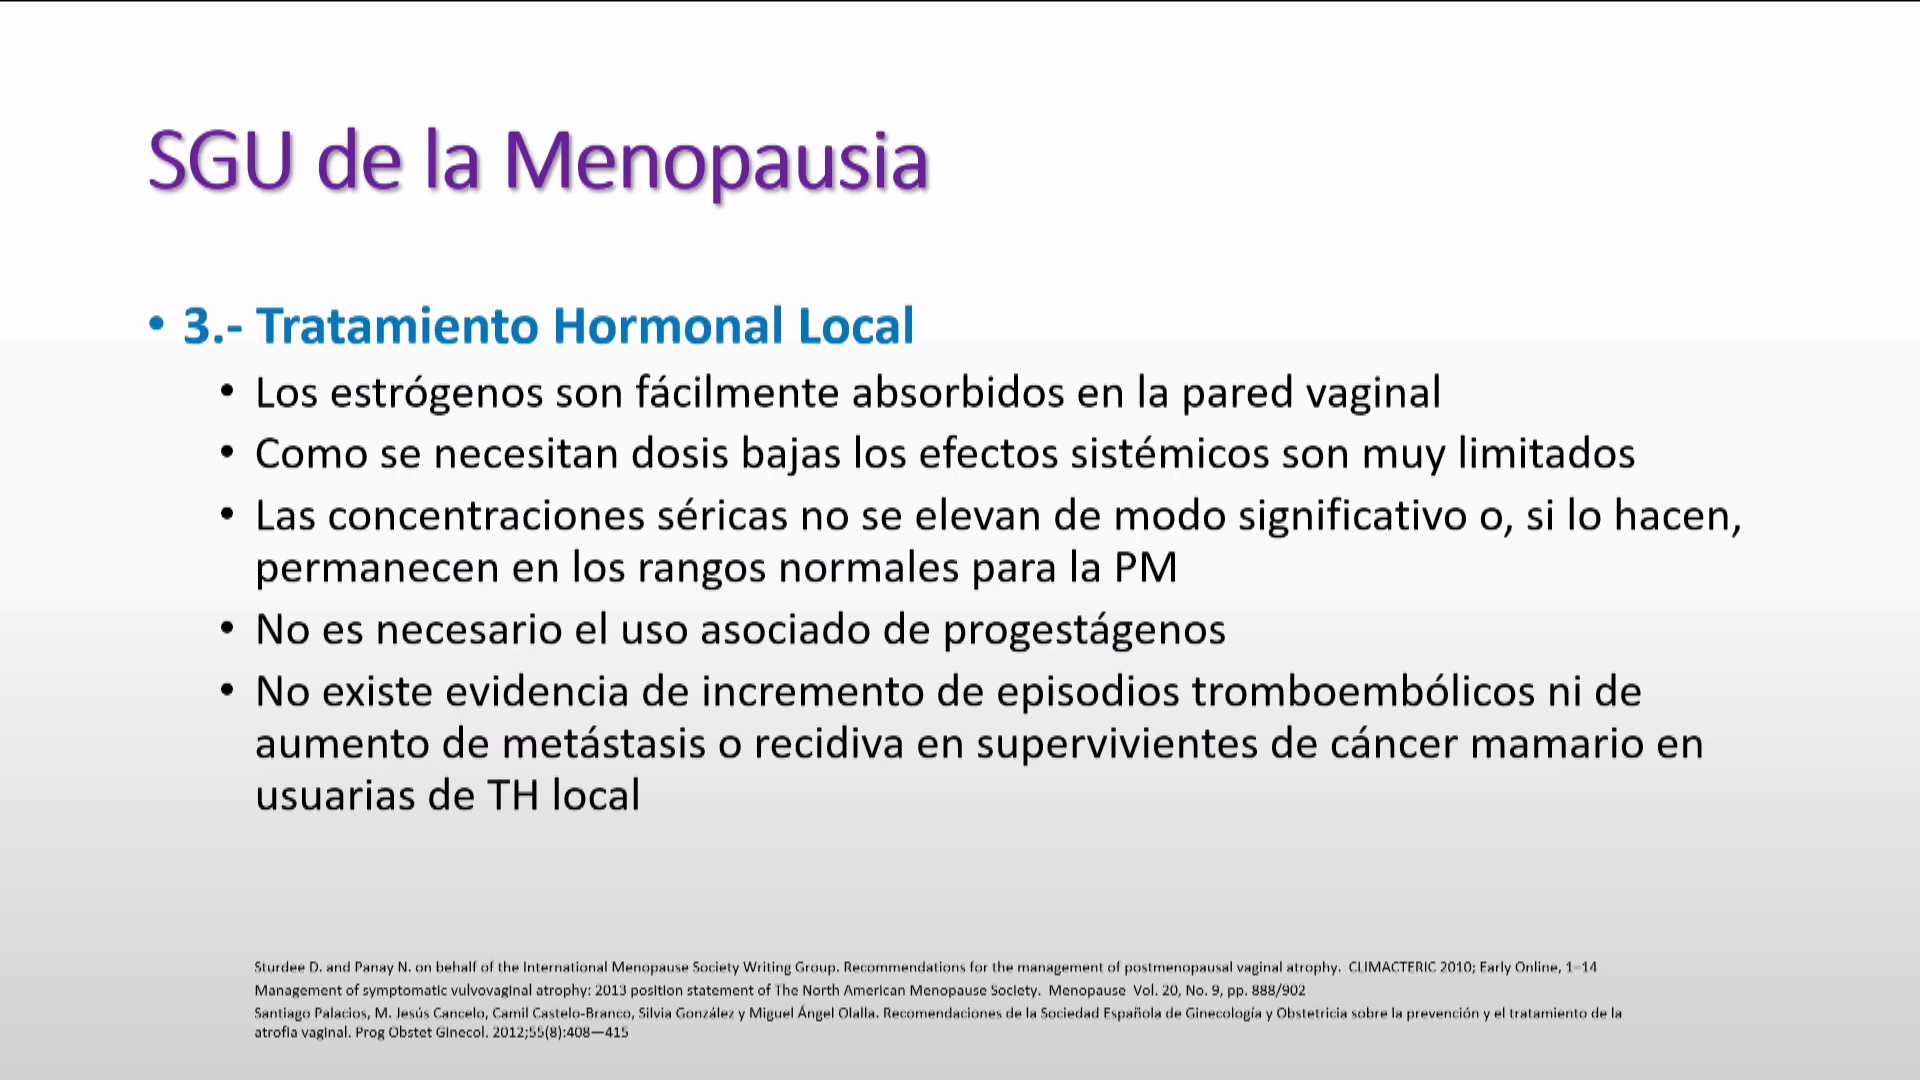 SGU de la Menopausia
• 3.- Tratamiento Hormonal Local
• Los estrógenos son fácilmente absorbidos en la pared vaginal
• Como se necesitan dosis bajas los efectos sistémicos son muy limitados
• Las concentraciones séricas no se elevan de modo significativo o, si lo hacen,
permanecen en los rangos normales para la PM
• No es necesario el uso asociado de progestágenos
• No existe evidencia de incremento de episodios tromboembólicos ni de
aumento de metástasis o recidiva en supervivientes de cáncer mamario en
usuarias de TH local
Sturdee D. and Panay N. on behalf of the International Menopause Society Writing Group. Recommendations for the management of postmenopausal vaginal atrophy. CLIMACTERIC 2010; Early Online, 1–14
Management of symptomatic vulvovaginal atrophy: 2013 position statement of The North American Menopause Society. Menopause Vol. 20, No. 9, pp. 888/902
Santiago Palacios, M. Jesús Cancelo, Camil Castelo-Branco, Silvia González y Miguel Ángel Olalla. Recomendaciones de la Sociedad Española de Ginecología y Obstetricia sobre la prevención y el tratamiento de la
atrofia vaginal. Prog Obstet Ginecol. 2012;55(8):408—415